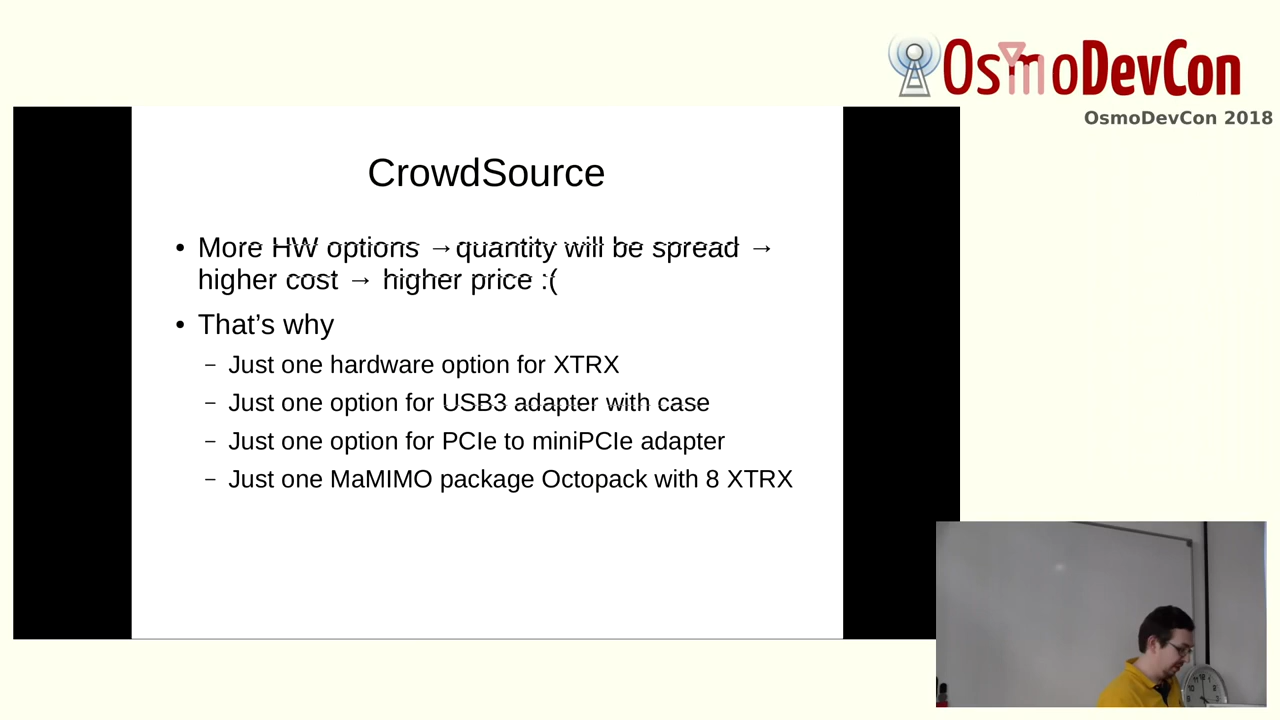 OsmoDevCon
OsmoDevCon 2018
CrowdSource
• More HW options →quantity will be spread →
higher cost → higher price :(
• That’s why
– Just one hardware option for XTRX
– Just one option for USB3 adapter with case
– Just one option for PCIe to miniPCIe adapter
– Just one MaMIMO package Octopack with 8 XTRX